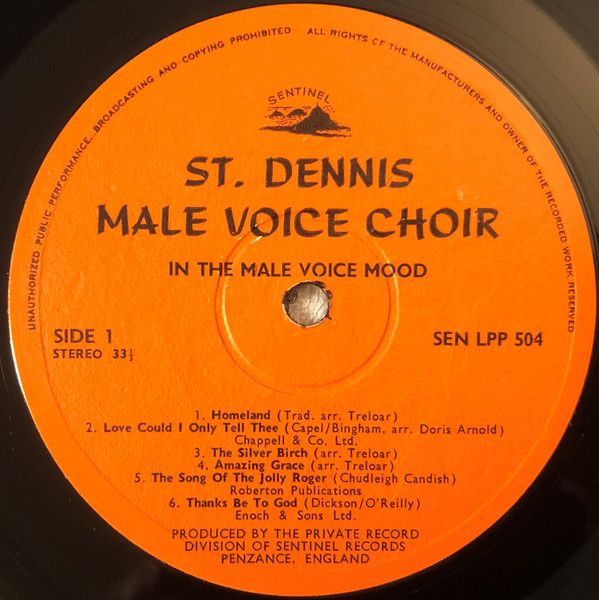 UNAUTHORIZED PUBLIC PERFORMANCE, BROADCASTING AND COPYING PROHIBITED ALL RIGHTS OF THE MANUFACTURERS AND OWNER OF THE RECORDED WORK RESERVED
SENTINEL
ST. DENNIS
MALE VOICE CHOIR
IN THE MALE VOICE MOOD
SIDE 1
STEREO 33⅓
SEN LPP 504
1. Homeland (Trad. arr. Treloar)
2. Love Could I Only Tell Thee (Capel/Bingham, arr. Doris Arnold)
Chappell & Co. Ltd.
3. The Silver Birch (arr. Treloar)
4. Amazing Grace (arr. Treloar)
5. The Song Of The Jolly Roger (Chudleigh Candish)
Roberton Publications
6. Thanks Be To God (Dickson/O'Reilly)
Enoch & Sons Ltd.
PRODUCED BY THE PRIVATE RECORD
DIVISION OF SENTINEL RECORDS
PENZANCE, ENGLAND